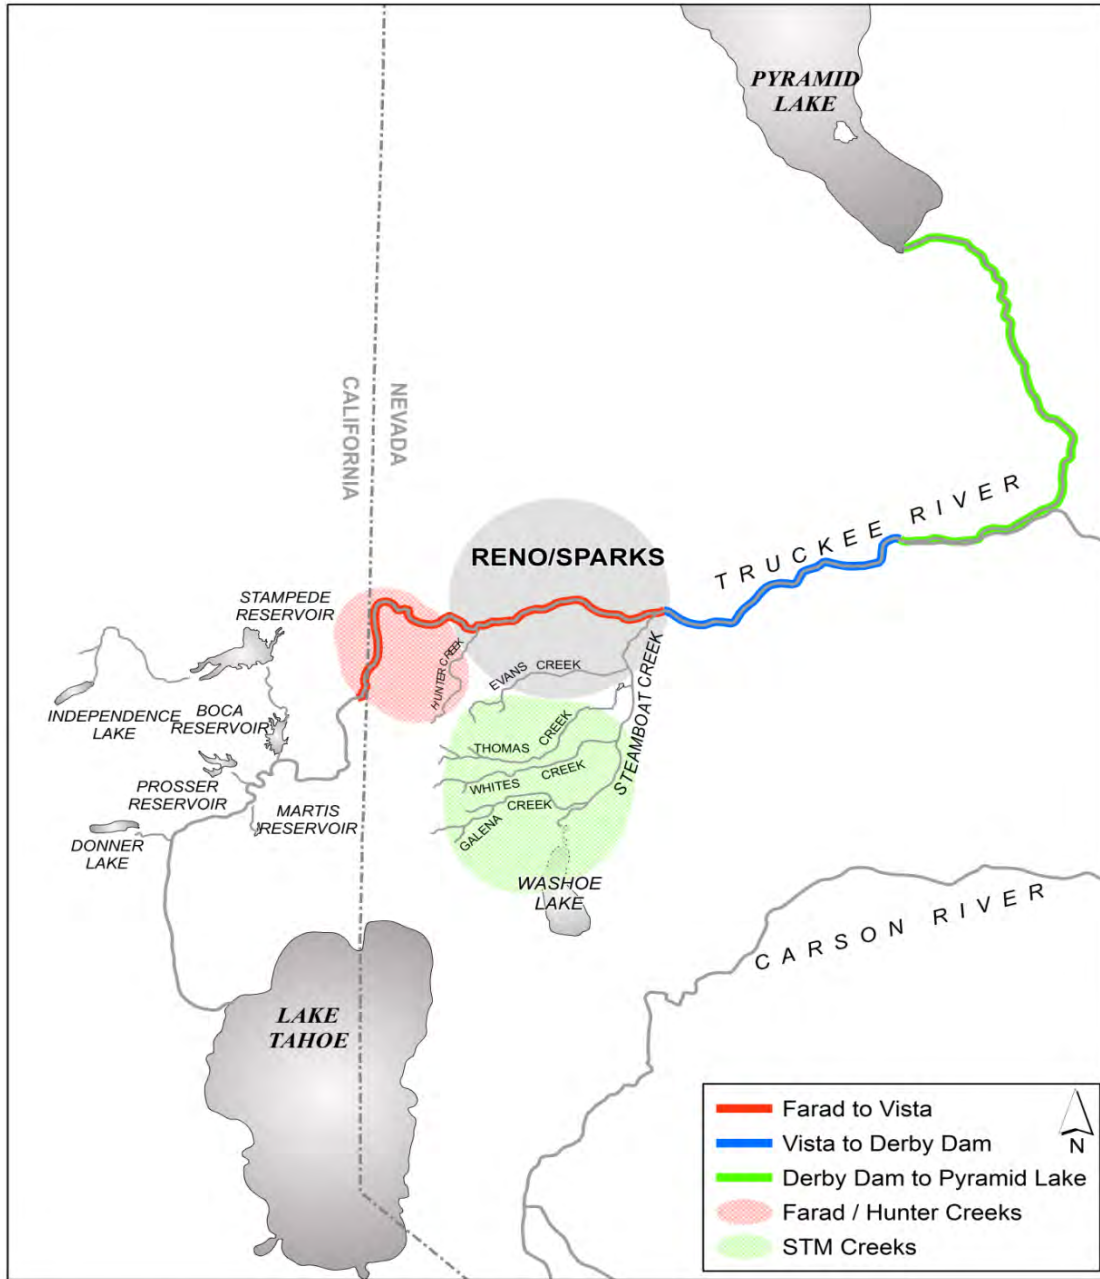 PYRAMID
LAKE
CALIFORNIA
NEVADA
TRUCKEE RIVER
RENO/SPARKS
STAMPEDE
RESERVOIR
HUNTER CREEK
EVANS CREEK
STEAMBOAT CREEK
INDEPENDENCE
LAKE
BOCA
RESERVOIR
THOMAS CREEK
WHITES CREEK
PROSSER
RESERVOIR
MARTIS
RESERVOIR
GALENA CREEK
DONNER
LAKE
WASHOE
LAKE
CARSON RIVER
LAKE
TAHOE
Farad to Vista
Vista to Derby Dam
Derby Dam to Pyramid Lake
Farad / Hunter Creeks
STM Creeks
N